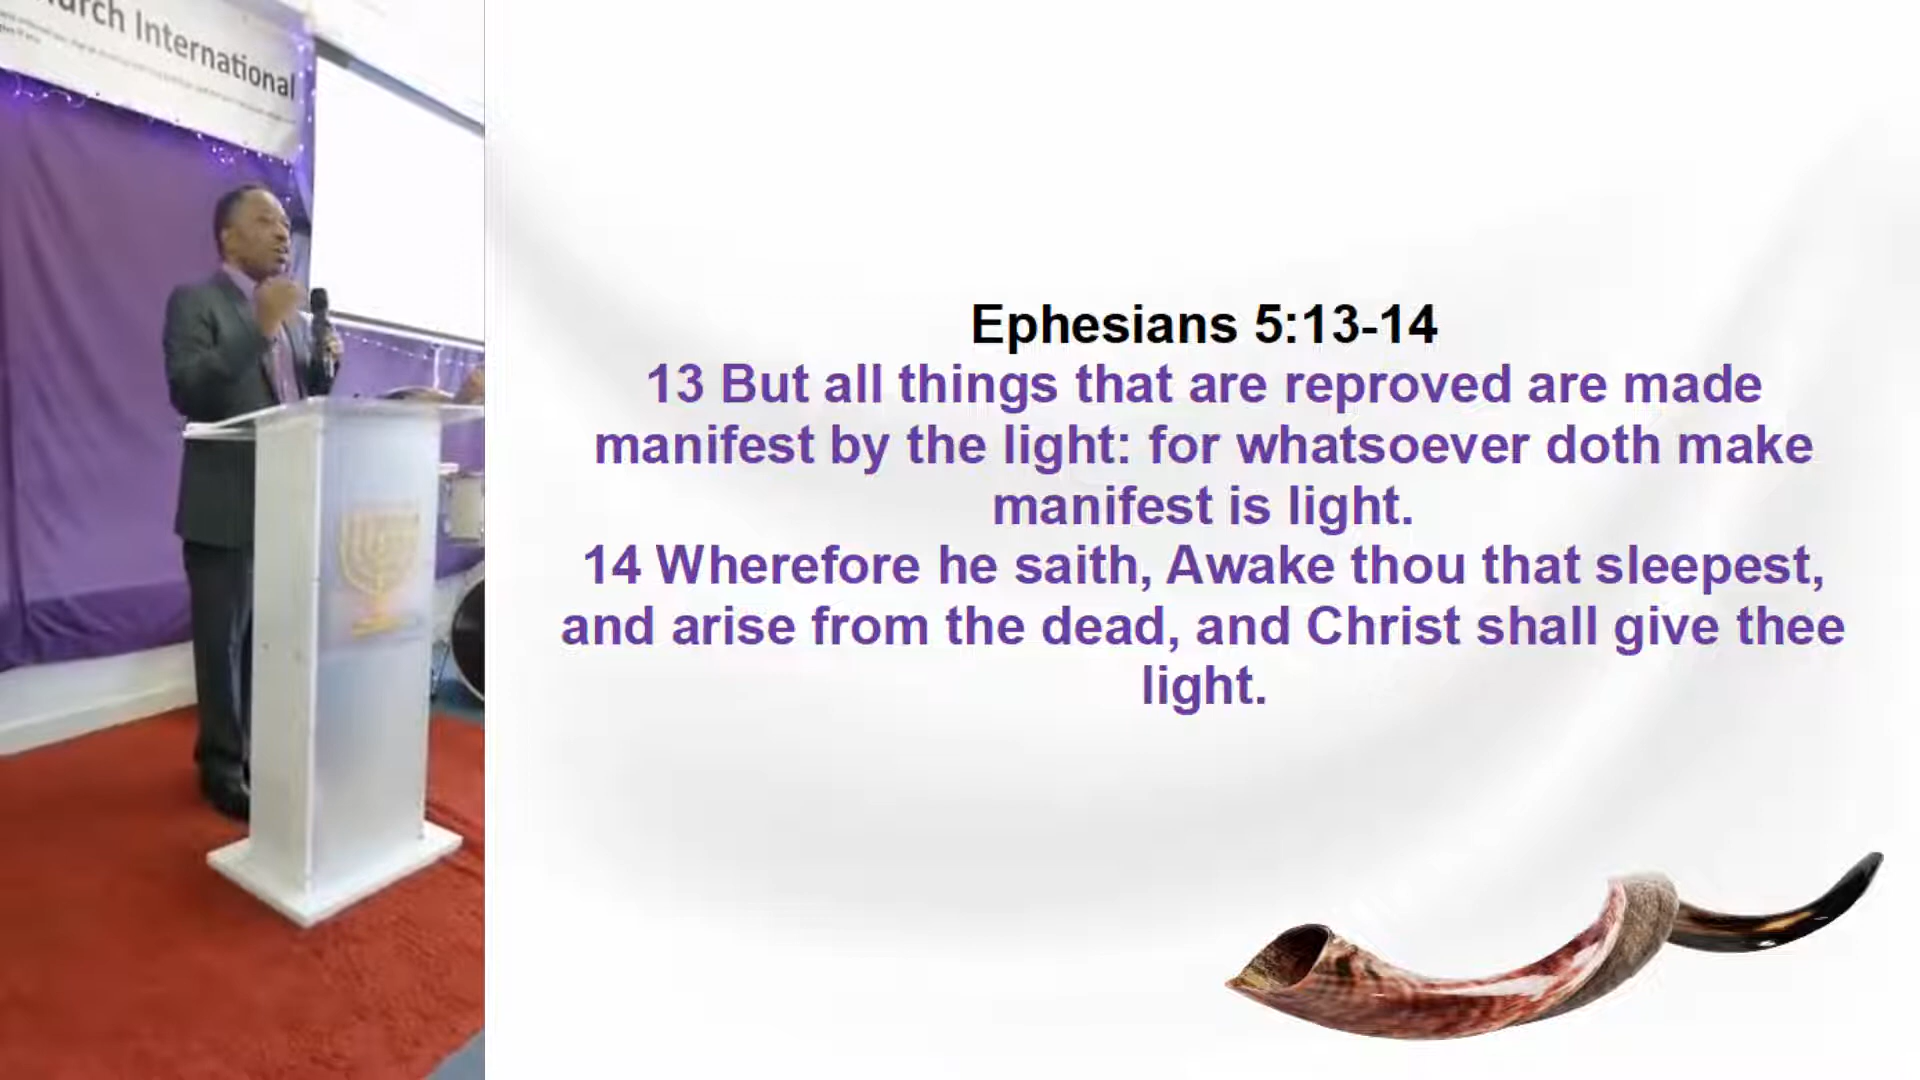 International
Ephesians 5:13-14
13 But all things that are reproved are made
manifest by the light: for whatsoever doth make
manifest is light.
14 Wherefore he saith, Awake thou that sleepest,
and arise from the dead, and Christ shall give thee
light.